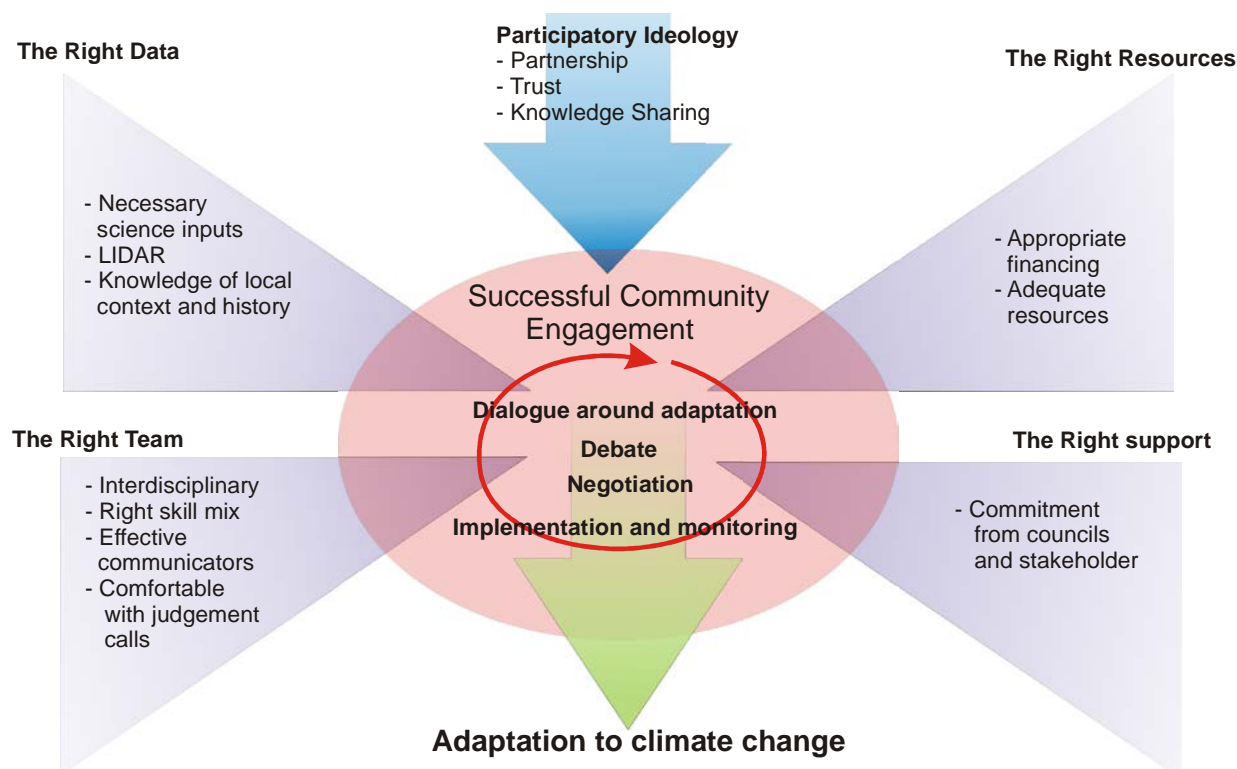 The Right Data
- Necessary
science inputs
- LIDAR
- Knowledge of local
context and history
Participatory Ideology
- Partnership
- Trust
- Knowledge Sharing
The Right Resources
- Appropriate
financing
- Adequate
resources
Successful Community
Engagement
Dialogue around adaptation
Debate
Negotiation
Implementation and monitoring
The Right Team
- Interdisciplinary
- Right skill mix
- Effective
communicators
- Comfortable
with judgement
calls
The Right support
- Commitment
from councils
and stakeholder
Adaptation to climate change